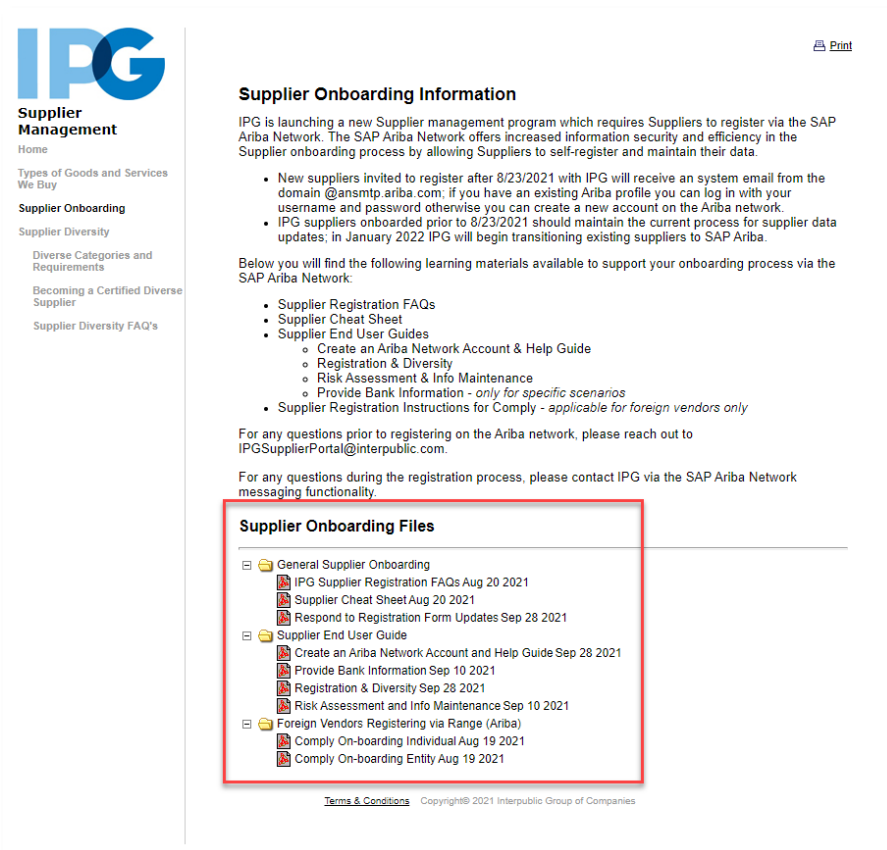 IPG
Supplier
Management
Home
Types of Goods and Services
We Buy
Supplier Onboarding
Supplier Diversity
Diverse Categories and
Requirements
Becoming a Certified Diverse
Supplier
Supplier Diversity FAQ's
Print
Supplier Onboarding Information
IPG is launching a new Supplier management program which requires Suppliers to register via the SAP
Ariba Network. The SAP Ariba Network offers increased information security and efficiency in the
Supplier onboarding process by allowing Suppliers to self-register and maintain their data.
• New suppliers invited to register after 8/23/2021 with IPG will receive an system email from the
domain @ansmtp.ariba.com; if you have an existing Ariba profile you can log in with your
username and password otherwise you can create a new account on the Ariba network.
• IPG suppliers onboarded prior to 8/23/2021 should maintain the current process for supplier data
updates; in January 2022 IPG will begin transitioning existing suppliers to SAP Ariba.
Below you will find the following learning materials available to support your onboarding process via the
SAP Ariba Network:
• Supplier Registration FAQs
• Supplier Cheat Sheet
• Supplier End User Guides
◦ Create an Ariba Network Account & Help Guide
◦ Registration & Diversity
◦ Risk Assessment & Info Maintenance
◦ Provide Bank Information - only for specific scenarios
• Supplier Registration Instructions for Comply - applicable for foreign vendors only
For any questions prior to registering on the Ariba network, please reach out to
IPGSupplierPortal@interpublic.com.
For any questions during the registration process, please contact IPG via the SAP Ariba Network
messaging functionality.
Supplier Onboarding Files
General Supplier Onboarding
IPG Supplier Registration FAQs Aug 20 2021
Supplier Cheat Sheet Aug 20 2021
Respond to Registration Form Updates Sep 28 2021
Supplier End User Guide
Create an Ariba Network Account and Help Guide Sep 28 2021
Provide Bank Information Sep 10 2021
Registration & Diversity Sep 28 2021
Risk Assessment and Info Maintenance Sep 10 2021
Foreign Vendors Registering via Range (Ariba)
Comply On-boarding Individual Aug 19 2021
Comply On-boarding Entity Aug 19 2021
Terms & Conditions Copyright© 2021 Interpublic Group of Companies